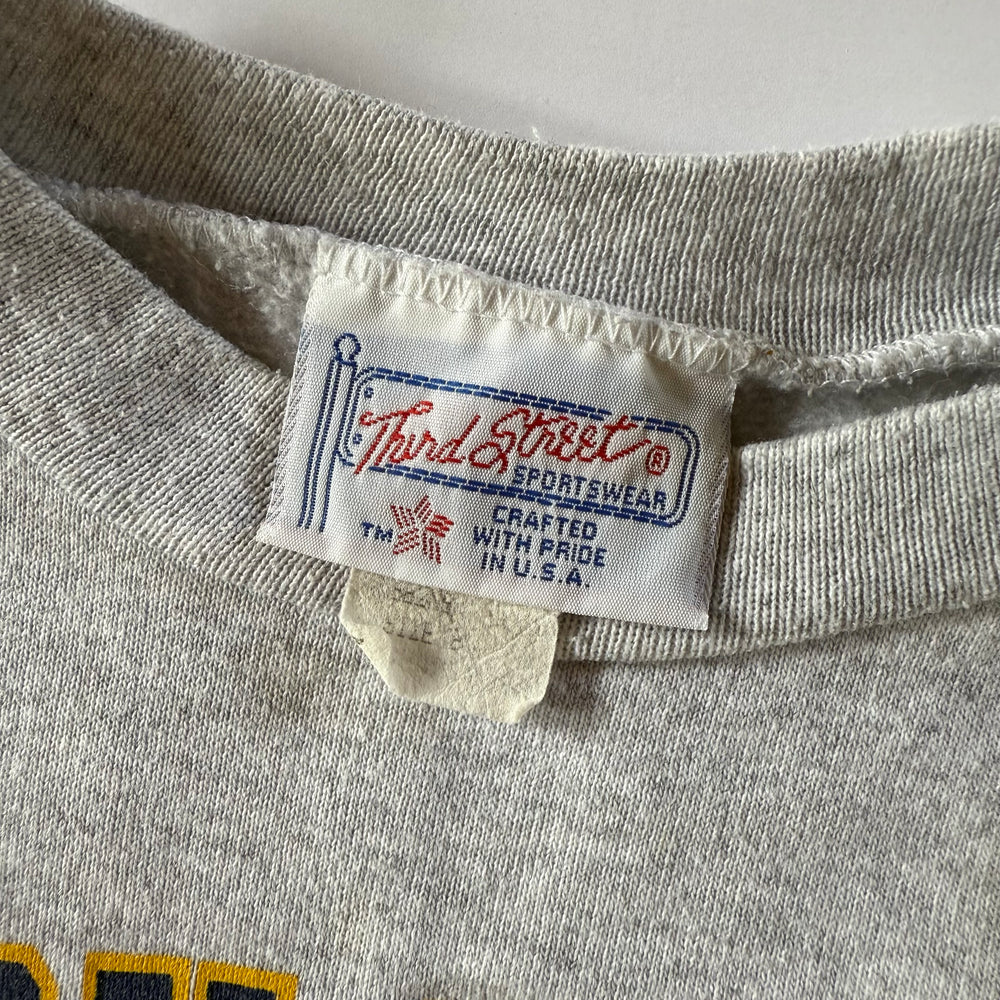 Third Street ®
SPORTSWEAR
TM
CRAFTED
WITH PRIDE
IN U.S.A.